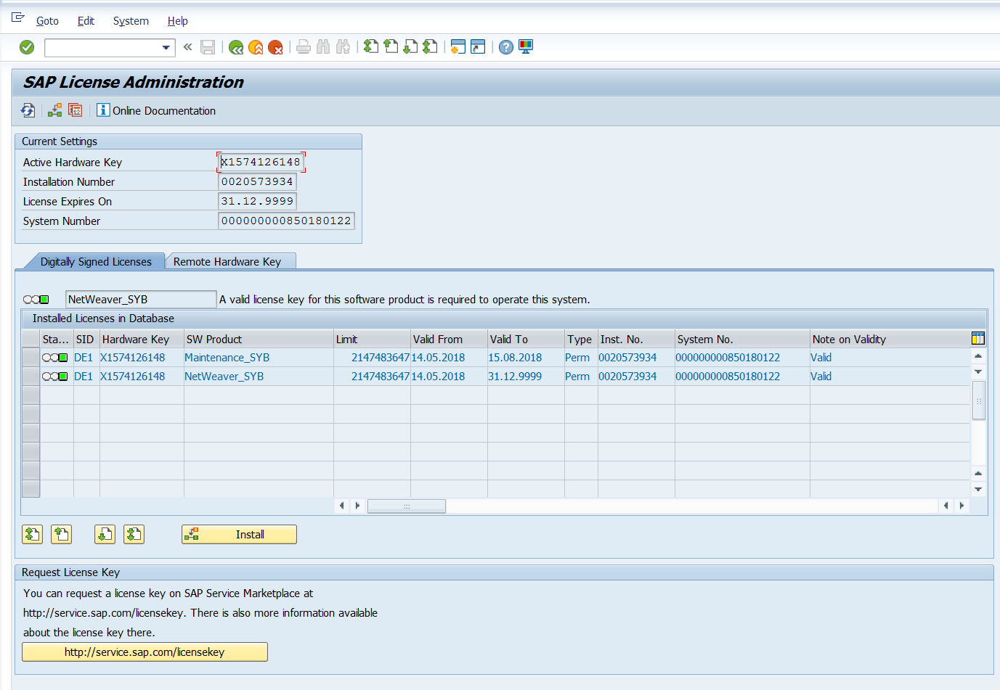 Goto Edit System Help
SAP License Administration
Online Documentation
Current Settings
Active Hardware Key X1574126148
Installation Number 0020573934
License Expires On 31.12.9999
System Number 000000000850180122
Digitally Signed Licenses Remote Hardware Key
NetWeaver_SYB A valid license key for this software product is required to operate this system.
Installed Licenses in Database
Sta... SID Hardware Key SW Product Limit Valid From Valid To Type Inst. No. System No. Note on Validity
DE1 X1574126148 Maintenance_SYB 2147483647 14.05.2018 15.08.2018 Perm 0020573934 000000000850180122 Valid
DE1 X1574126148 NetWeaver_SYB 2147483647 14.05.2018 31.12.9999 Perm 0020573934 000000000850180122 Valid
Install
Request License Key
You can request a license key on SAP Service Marketplace at
http://service.sap.com/licensekey. There is also more information available
about the license key there.
http://service.sap.com/licensekey